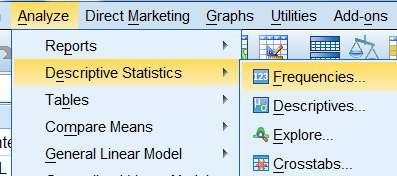 Analyze Direct Marketing Graphs Utilities Add-ons
Reports
Descriptive Statistics
Tables
Compare Means
General Linear Model
Frequencies...
Descriptives...
Explore...
Crosstabs...